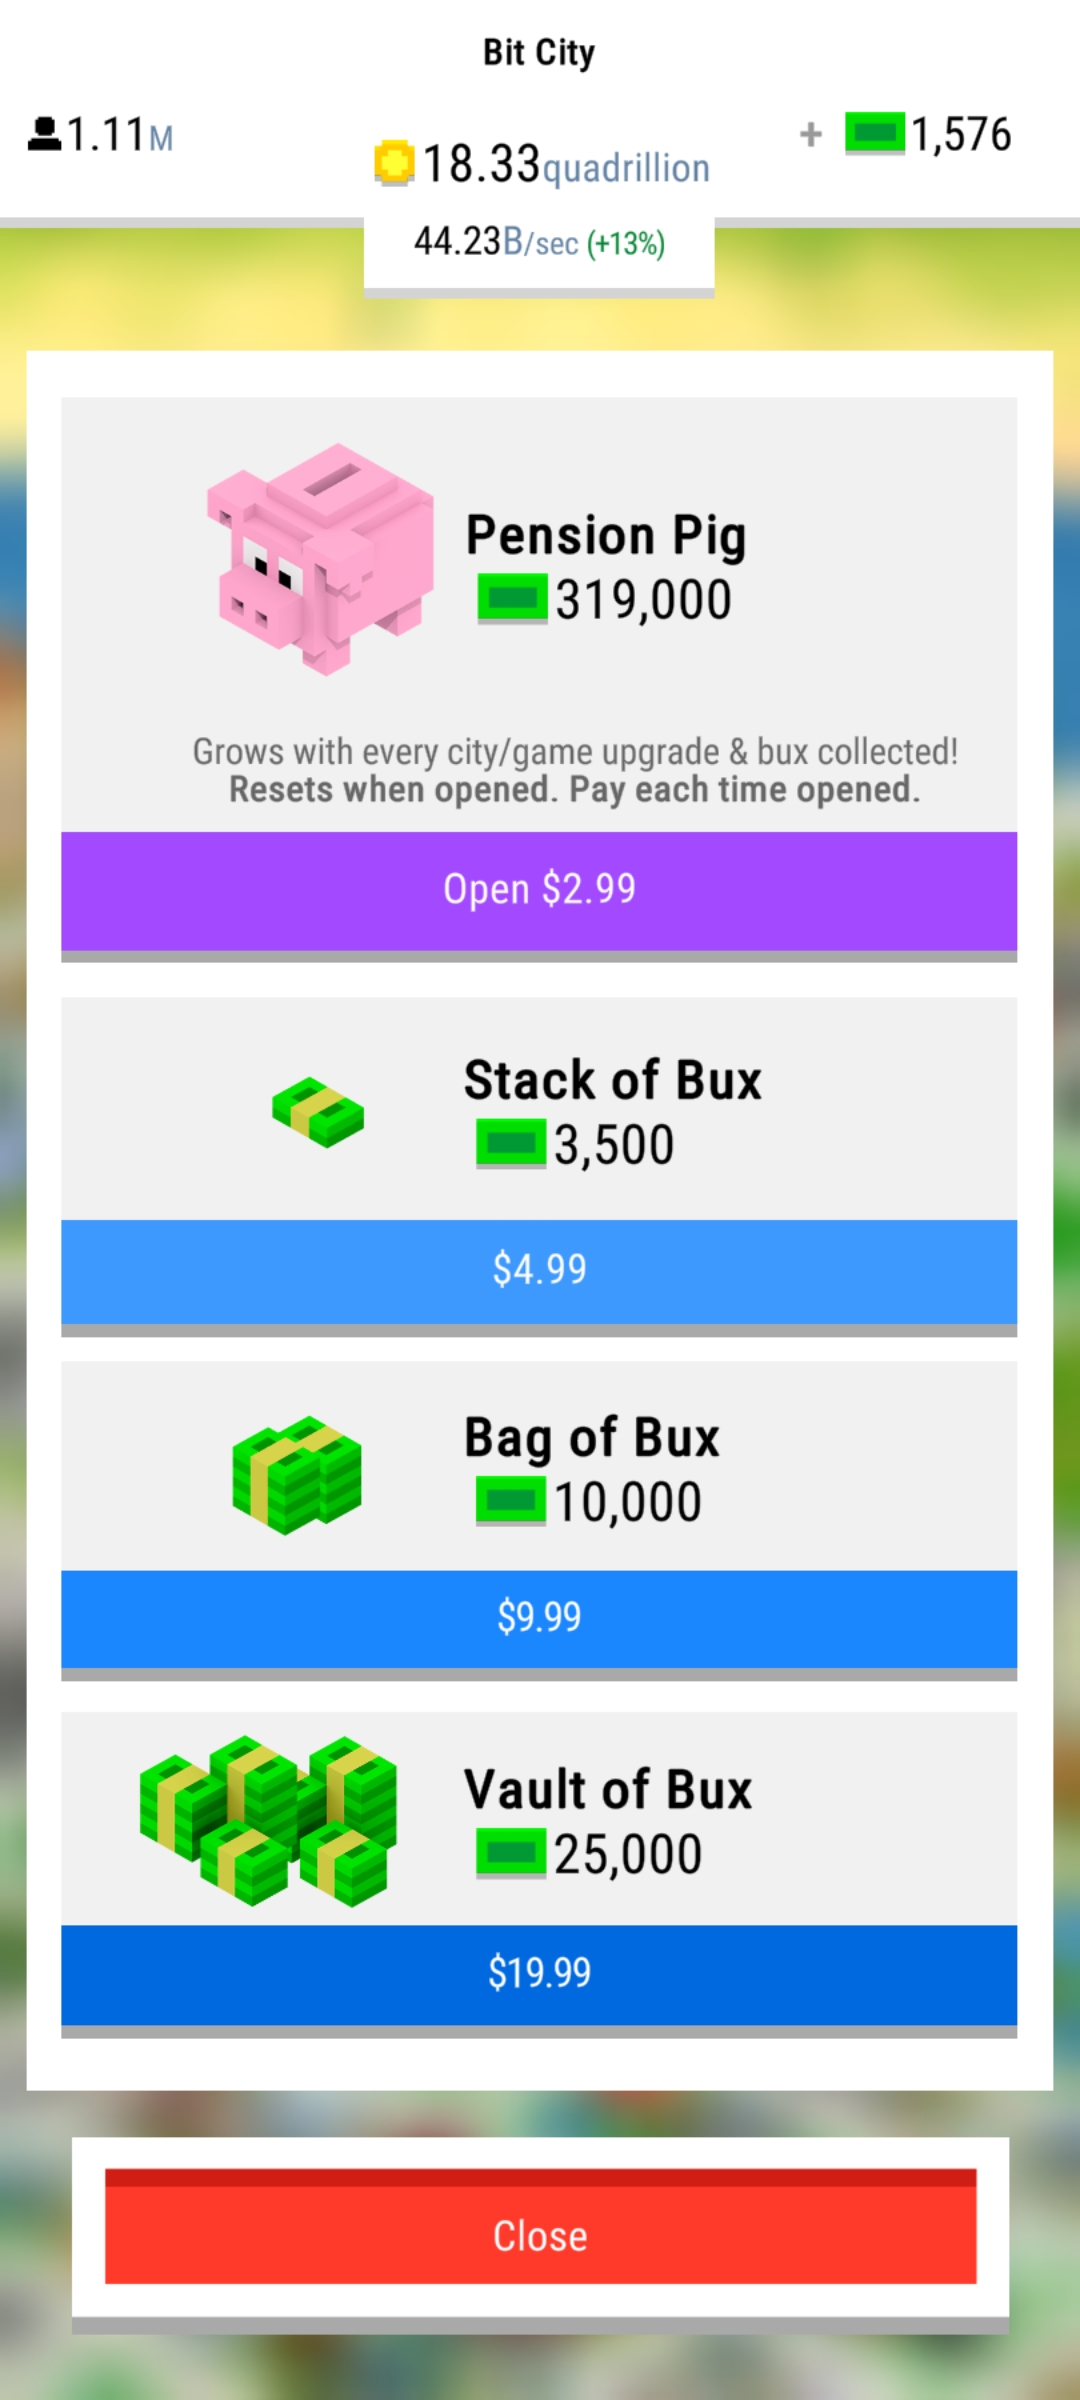 Bit City
1.11M
+ 1,576
18.33quadrillion
44.23B/sec (+13%)
Pension Pig
319,000
Grows with every city/game upgrade & bux collected!
Resets when opened. Pay each time opened.
Open $2.99
Stack of Bux
3,500
$4.99
Bag of Bux
10,000
$9.99
Vault of Bux
25,000
$19.99
Close